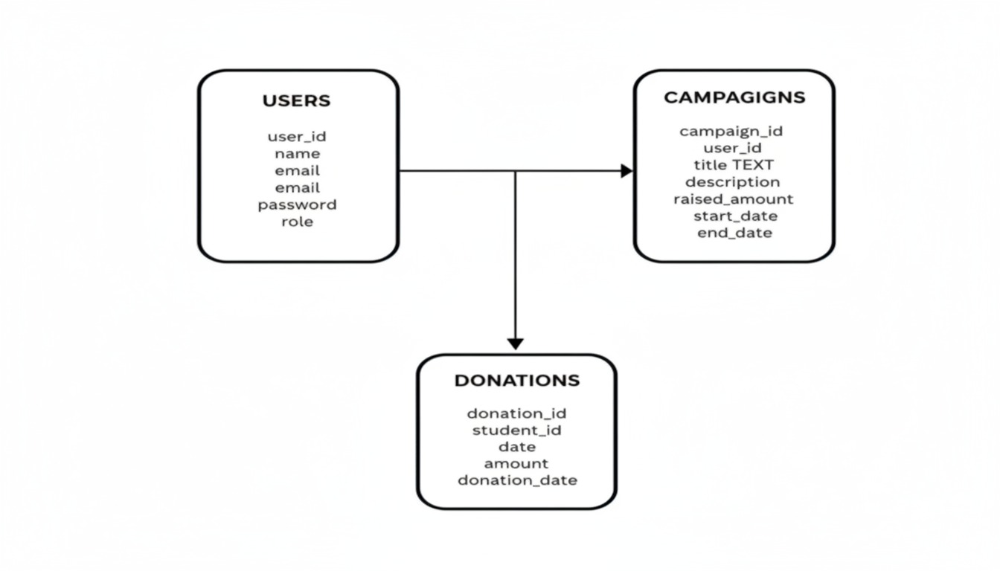 USERS
user_id
name
email
email
password
role
CAMPAGIGNS
campaign_id
user_id
title TEXT
description
raised_amount
start_date
end_date
DONATIONS
donation_id
student_id
date
amount
donation_date